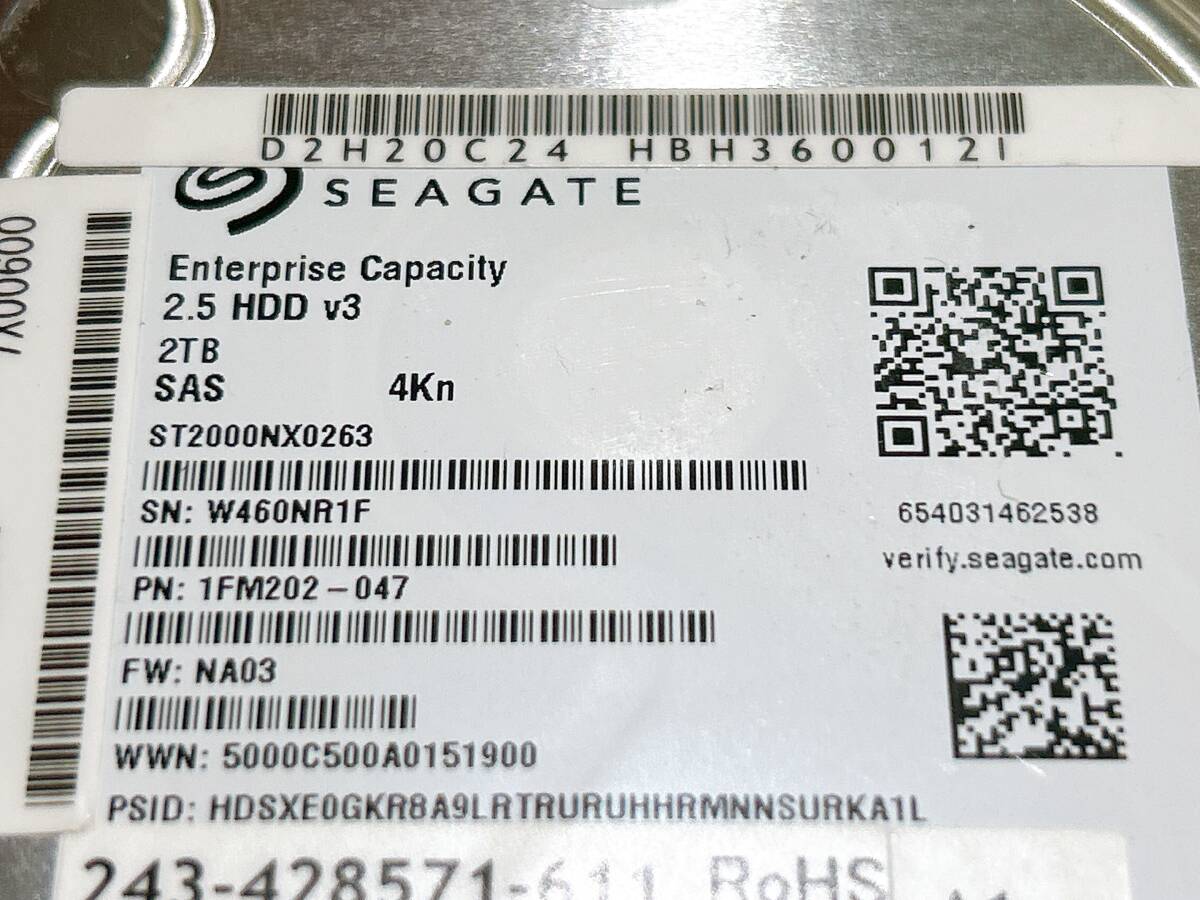 D2H20C24 HBH3600121
SEAGATE
Enterprise Capacity
2.5 HDD v3
2TB
SAS 4Kn
ST2000NX0263
SN: W460NR1F
PN: 1FM202-047
FW: NA03
WWN: 5000C500A0151900
PSID: HDSXE0GKR8A9LRTRURUHHRMNNSURKA1L
654031462538
verify.seagate.com
243-428571-611 RoHS